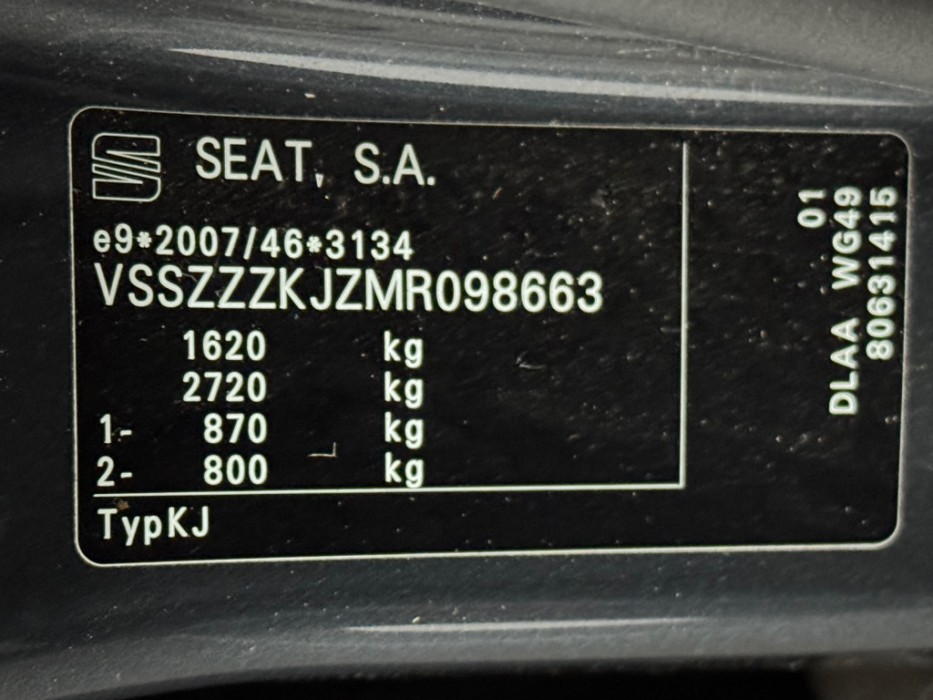 SEAT, S.A.
e9*2007/46*3134
VSSZZZKJZMR098663
1620 kg
2720 kg
1- 870 kg
2- 800 kg
TypKJ
01
DLAA WG49
80631415